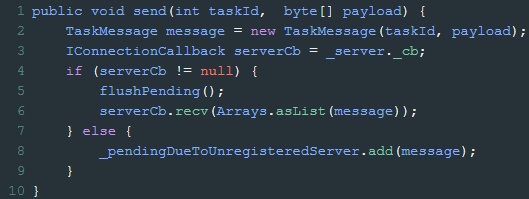 1 public void send(int taskId,  byte[] payload) {
2     TaskMessage message = new TaskMessage(taskId, payload);
3     IConnectionCallback serverCb = _server._cb;
4     if (serverCb != null) {
5         flushPending();
6         serverCb.recv(Arrays.asList(message));
7     } else {
8         _pendingDueToUnregisteredServer.add(message);
9     }
10 }